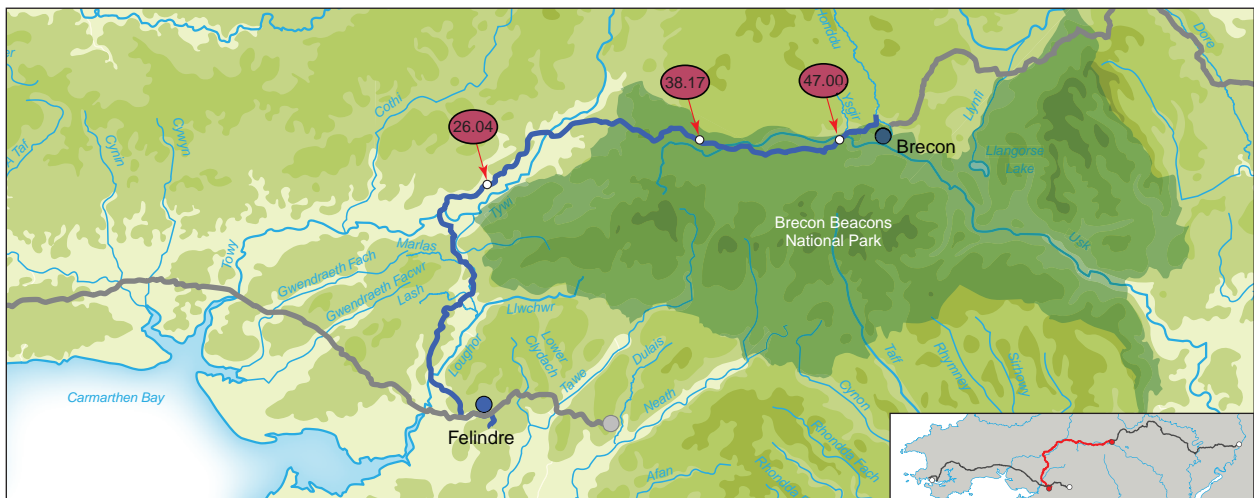 Honddu
Dore
47.00
38.17
Ysgir
Llynfi
26.04
Cothi
Cywyn
Cynin
Brecon
Llangorse
Lake
Tywi
Brecon Beacons
National Park
Usk
Towy
Marlas
Gwendraeth Fach
Gwendraeth Facwr
Lash
Llwchwr
Loughor
Lower
Clydach
Tawe
Dulais
Neath
Taff
Rhymney
Sirhowy
Cynon
Carmarthen Bay
Felindre
Rhondda Fach
Afan